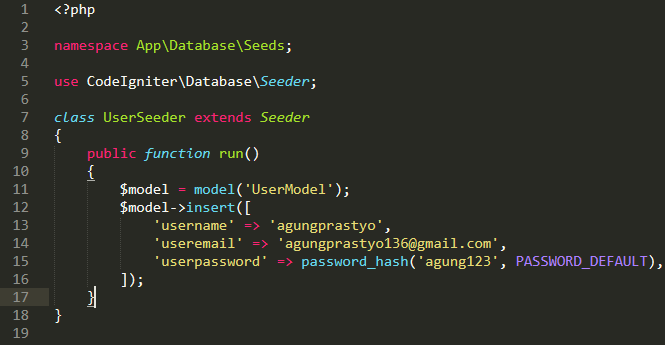 1 <?php
2
3 namespace App\Database\Seeds;
4
5 use CodeIgniter\Database\Seeder;
6
7 class UserSeeder extends Seeder
8 {
9 public function run()
10 {
11 $model = model('UserModel');
12 $model->insert([
13 'username' => 'agungprastyo',
14 'useremail' => 'agungprastyo136@gmail.com',
15 'userpassword' => password_hash('agung123', PASSWORD_DEFAULT),
16 ]);
17 }
18 }
19